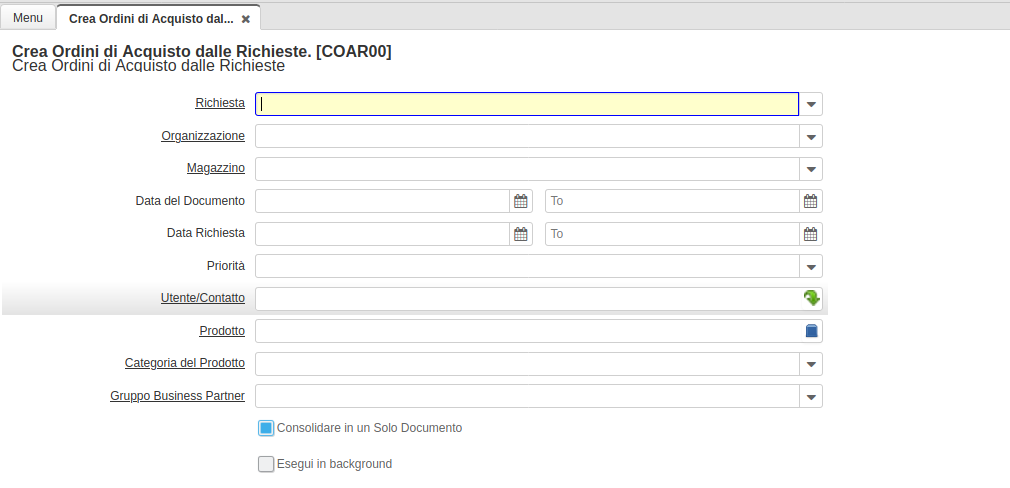 Menu
Crea Ordini di Acquisto dal... ×
Crea Ordini di Acquisto dalle Richieste. [COAR00]
Crea Ordini di Acquisto dalle Richieste
Richiesta
Organizzazione
Magazzino
Data del Documento To
Data Richiesta To
Priorità
Utente/Contatto
Prodotto
Categoria del Prodotto
Gruppo Business Partner
Consolidare in un Solo Documento
Esegui in background